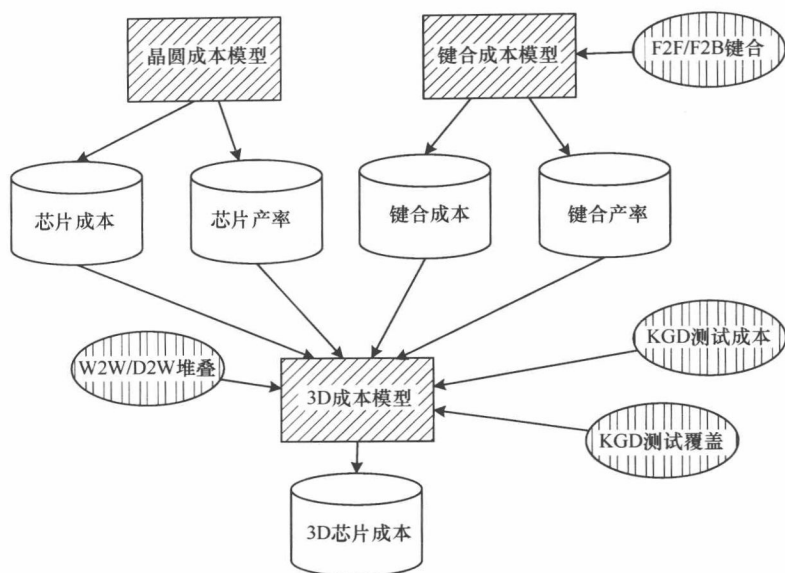 晶圆成本模型
键合成本模型
F2F/F2B键合
芯片成本
芯片产率
键合成本
键合产率
W2W/D2W堆叠
3D成本模型
KGD测试成本
KGD测试覆盖
3D芯片成本